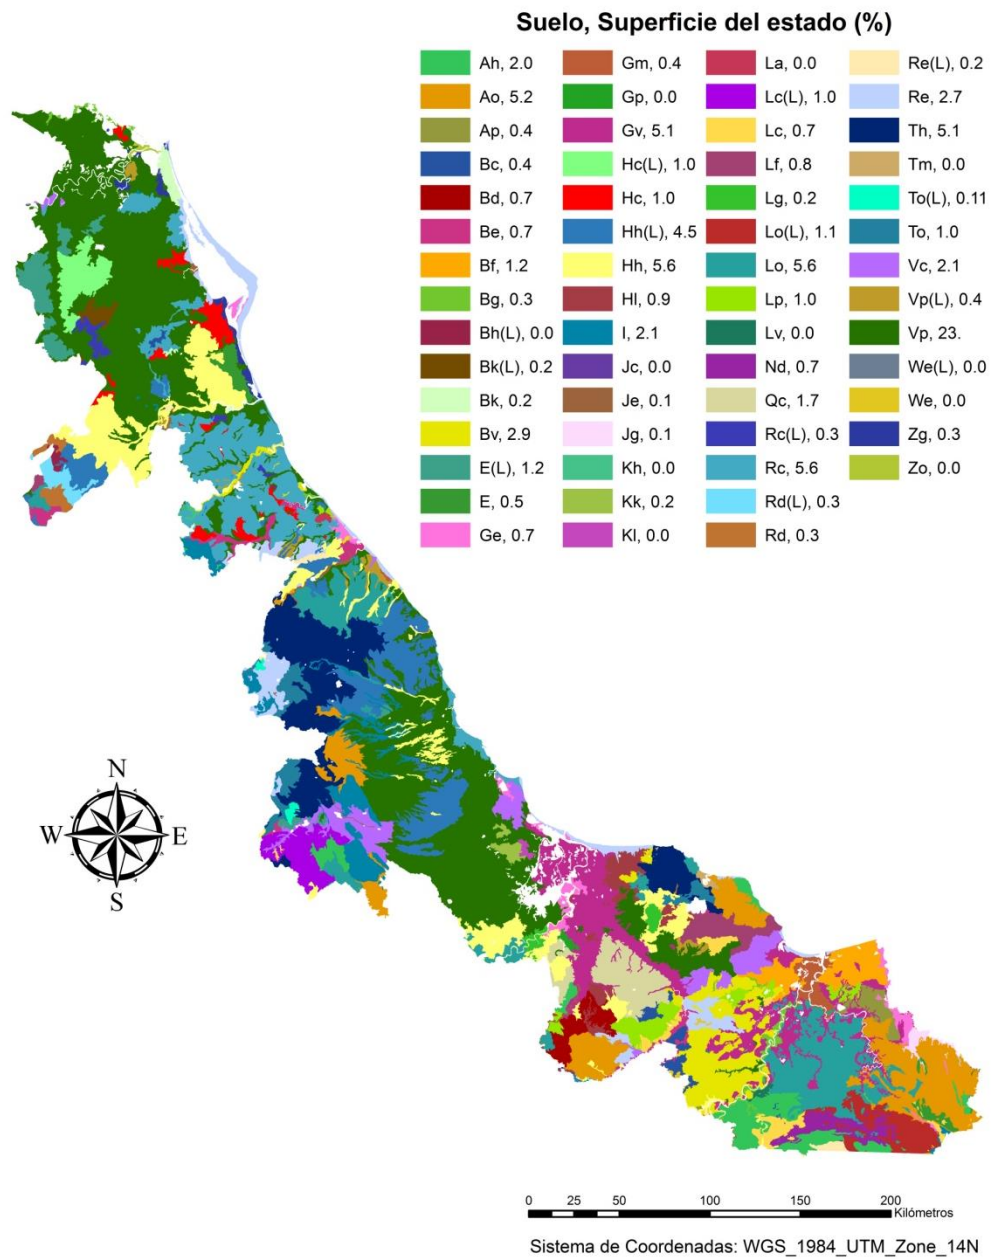 Suelo, Superficie del estado (%)
Ah, 2.0
Ao, 5.2
Ap, 0.4
Bc, 0.4
Bd, 0.7
Be, 0.7
Bf, 1.2
Bg, 0.3
Bh(L), 0.0
Bk(L), 0.2
Bk, 0.2
Bv, 2.9
E(L), 1.2
E, 0.5
Ge, 0.7
Gm, 0.4
Gp, 0.0
Gv, 5.1
Hc(L), 1.0
Hc, 1.0
Hh(L), 4.5
Hh, 5.6
Hl, 0.9
I, 2.1
Jc, 0.0
Je, 0.1
Jg, 0.1
Kh, 0.0
Kk, 0.2
Kl, 0.0
La, 0.0
Lc(L), 1.0
Lc, 0.7
Lf, 0.8
Lg, 0.2
Lo(L), 1.1
Lo, 5.6
Lp, 1.0
Lv, 0.0
Nd, 0.7
Qc, 1.7
Rc(L), 0.3
Rc, 5.6
Rd(L), 0.3
Rd, 0.3
Re(L), 0.2
Re, 2.7
Th, 5.1
Tm, 0.0
To(L), 0.11
To, 1.0
Vc, 2.1
Vp(L), 0.4
Vp, 23.
We(L), 0.0
We, 0.0
Zg, 0.3
Zo, 0.0
N
W E
S
0 25 50 100 150 200
Kilómetros
Sistema de Coordenadas: WGS_1984_UTM_Zone_14N